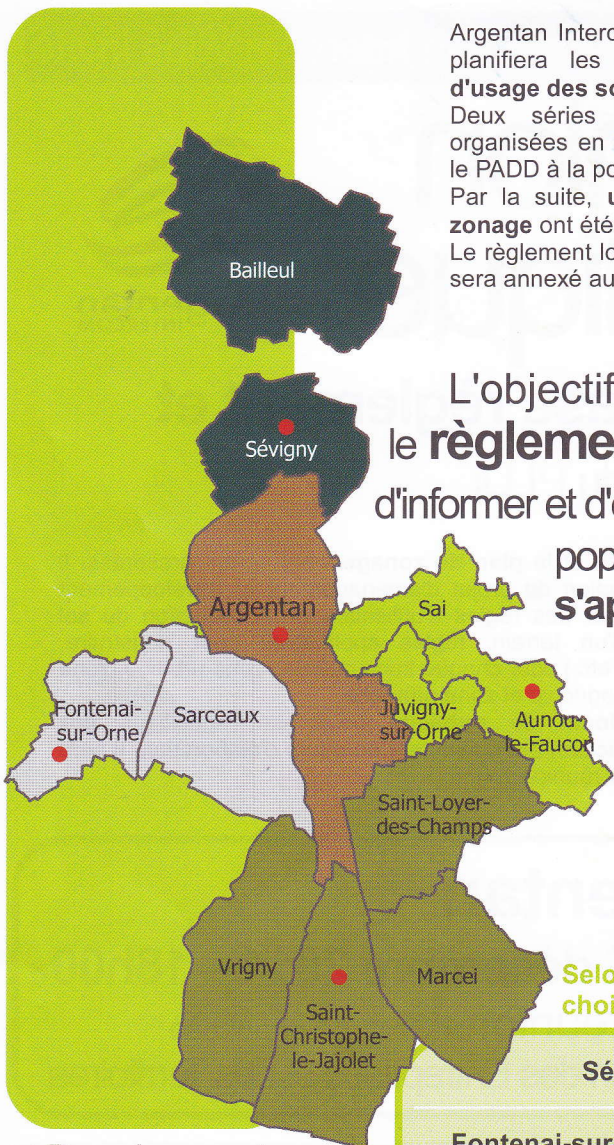 Argentan Interc
planifiera les
d'usage des so
Deux séries
organisées en
le PADD à la po
Par la suite, u
zonage ont été
Le règlement lo
sera annexé au
L'objectif
le règleme
d'informer et d'
pop
s'ap
Bailleul
Sévigny
Argentan
Sai
Fontenai-
sur-Orne
Sarceaux
Juvigny-
sur-Orne
Aunou-
le-Faucon
Saint-Loyer-
des-Champs
Vrigny
Marcei
Saint-
Christophe-
le-Jajolet
Selo
choi
Sé
Fontenai-sur